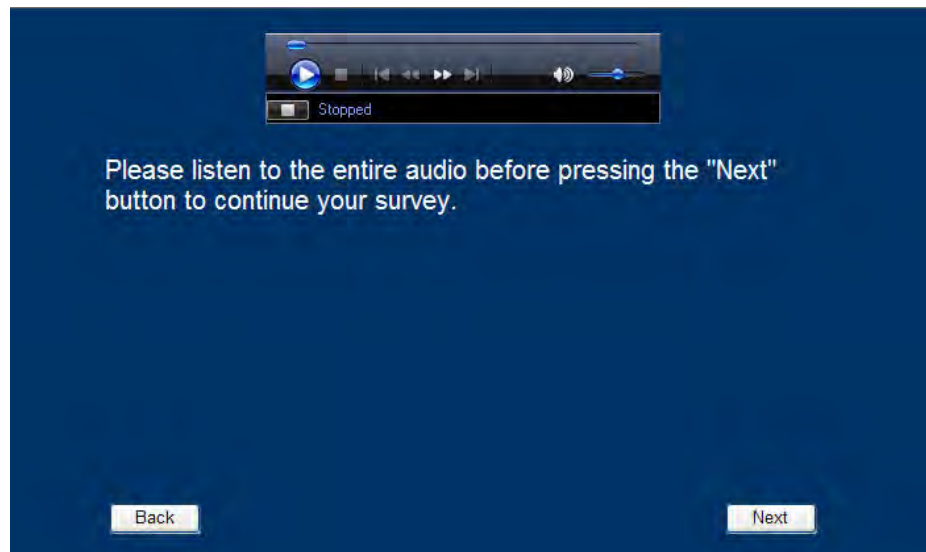 Stopped
Please listen to the entire audio before pressing the "Next"
button to continue your survey.
Back
Next